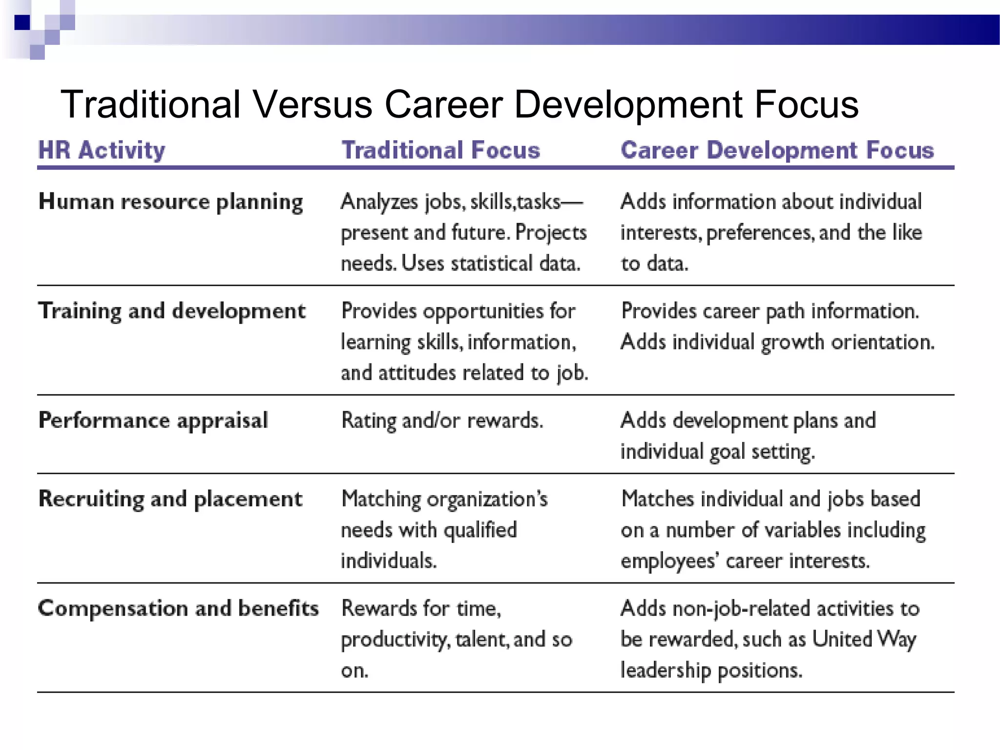 Traditional Versus Career Development Focus
HR Activity Traditional Focus Career Development Focus
Human resource planning Analyzes jobs, skills,tasks— Adds information about individual
present and future. Projects interests, preferences, and the like
needs. Uses statistical data. to data.
Training and development Provides opportunities for Provides career path information.
learning skills, information, Adds individual growth orientation.
and attitudes related to job.
Performance appraisal Rating and/or rewards. Adds development plans and
individual goal setting.
Recruiting and placement Matching organization’s Matches individual and jobs based
needs with qualified on a number of variables including
individuals. employees’ career interests.
Compensation and benefits Rewards for time, Adds non-job-related activities to
productivity, talent, and so be rewarded, such as United Way
on. leadership positions.